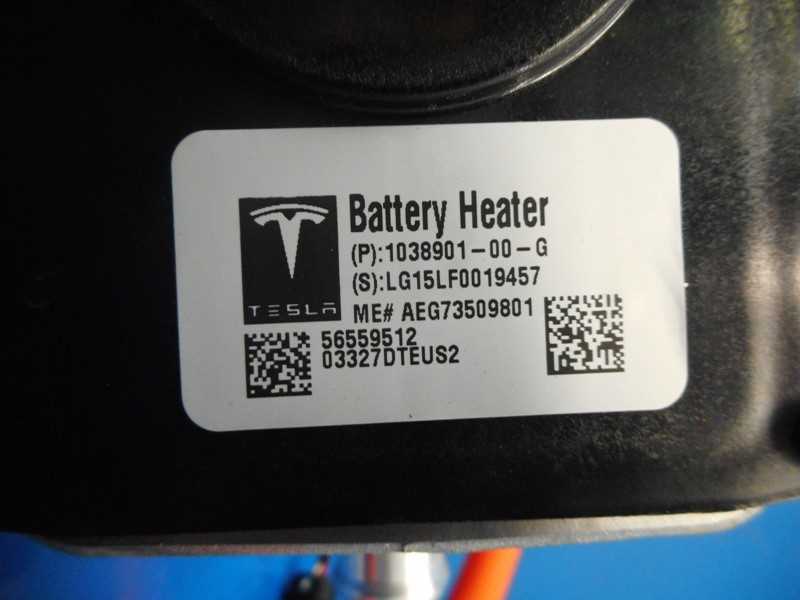 Battery Heater
(P):1038901-00-G
(S):LG15LF0019457
TESLA
ME# AEG73509801
56559512
03327DTEUS2